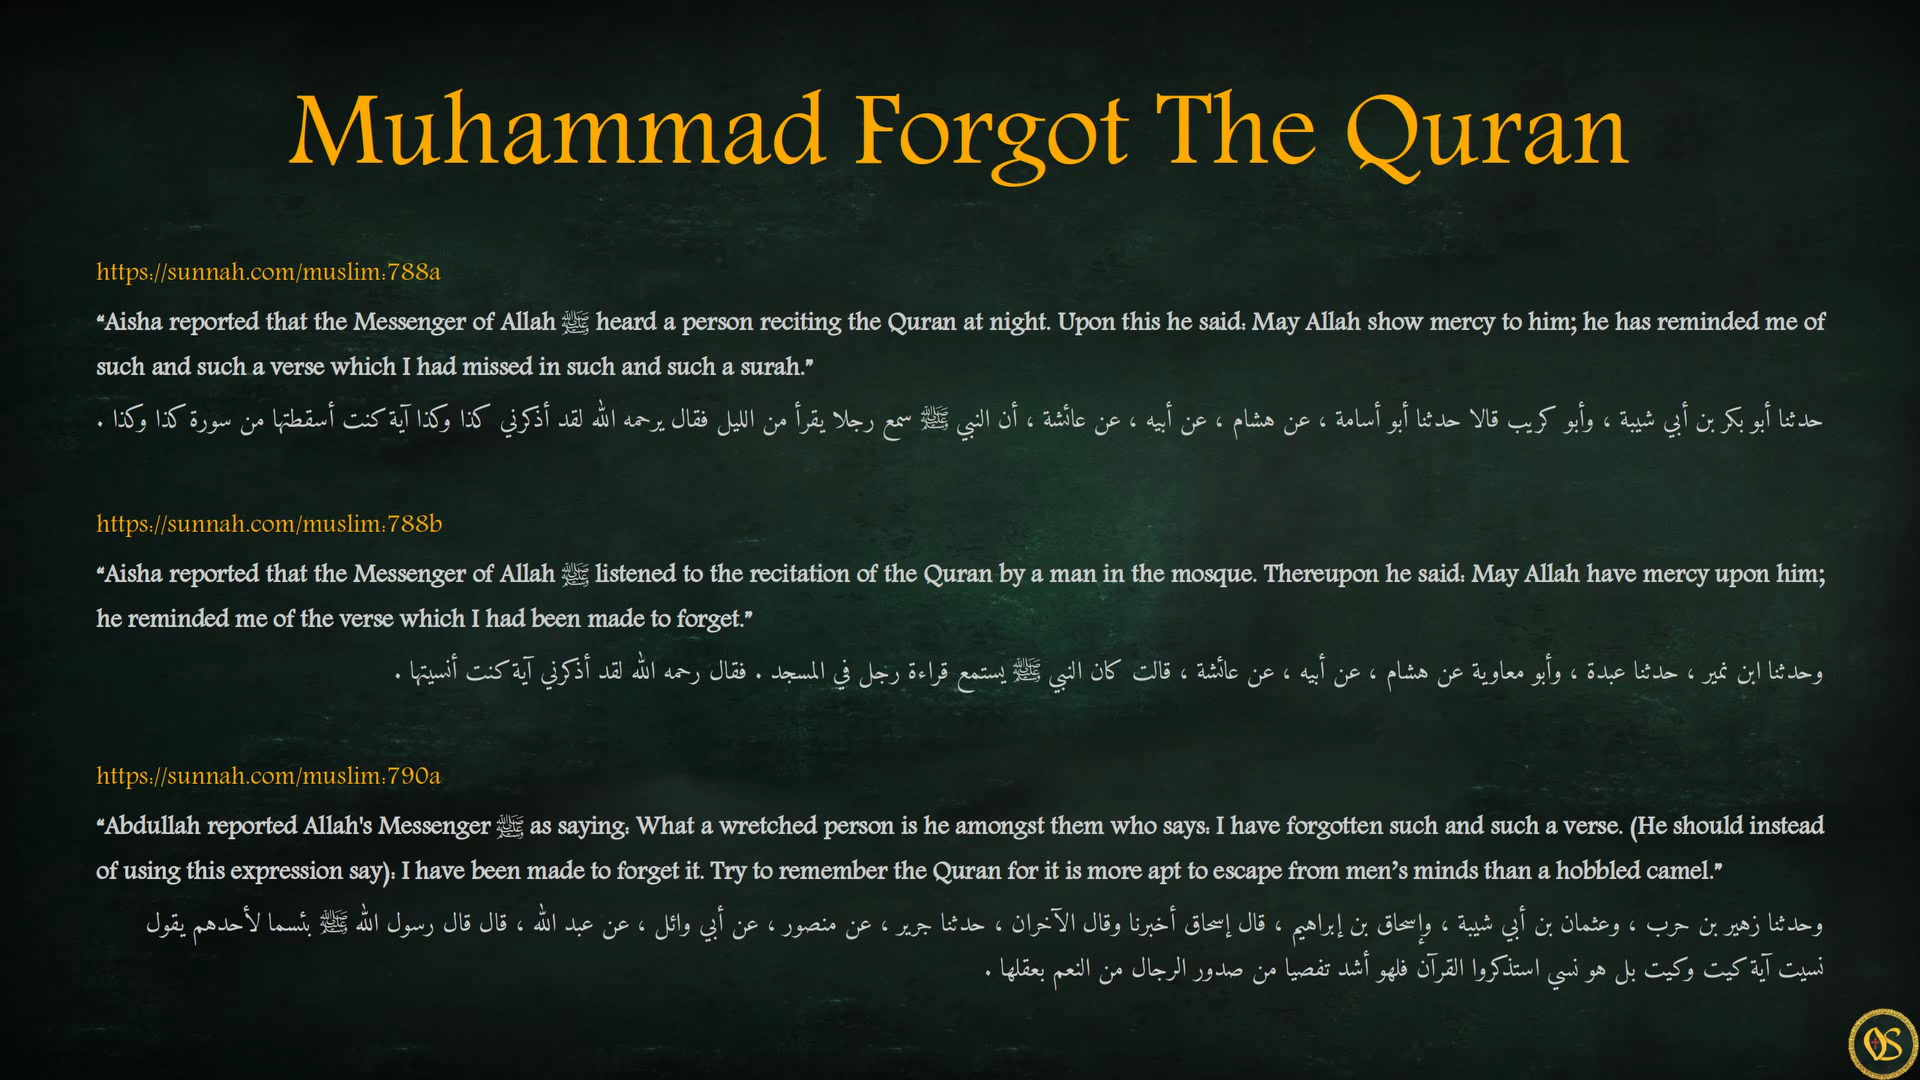 Muhammad Forgot The Quran
https://sunnah.com/muslim:788a
“Aisha reported that the Messenger of Allah ﷺ heard a person reciting the Quran at night. Upon this he said: May Allah show mercy to him; he has reminded me of
such and such a verse which I had missed in such and such a surah.”
حدثنا أبو بكر بن أبي شيبة ، وأبو كريب قالا حدثنا أبو أسامة ، عن هشام ، عن أبيه ، عن عائشة ، أن النبي ﷺ سمع رجلا يقرأ من الليل فقال يرحمه الله لقد أذكرني كذا وكذا آية كنت أسقطتها من سورة كذا وكذا .
https://sunnah.com/muslim:788b
“Aisha reported that the Messenger of Allah ﷺ listened to the recitation of the Quran by a man in the mosque. Thereupon he said: May Allah have mercy upon him;
he reminded me of the verse which I had been made to forget.”
وحدثنا ابن نمير ، حدثنا عبدة ، وأبو معاوية عن هشام ، عن أبيه ، عن عائشة ، قالت كان النبي ﷺ يستمع قراءة رجل في المسجد . فقال رحمه الله لقد أذكرني آية كنت أنسيتها .
https://sunnah.com/muslim:790a
“Abdullah reported Allah's Messenger ﷺ as saying: What a wretched person is he amongst them who says: I have forgotten such and such a verse. (He should instead
of using this expression say): I have been made to forget it. Try to remember the Quran for it is more apt to escape from men’s minds than a hobbled camel.”
وحدثنا زهير بن حرب ، وعثمان بن أبي شيبة ، وإسحاق بن إبراهيم ، قال إسحاق أخبرنا وقال الآخران ، حدثنا جرير ، عن منصور ، عن أبي وائل ، عن عبد الله ، قال قال رسول الله ﷺ بئسما لأحدهم يقول
نسيت آية كيت وكيت بل هو نسي استذكروا القرآن فلهو أشد تفصيا من صدور الرجال من النعم بعقلها .